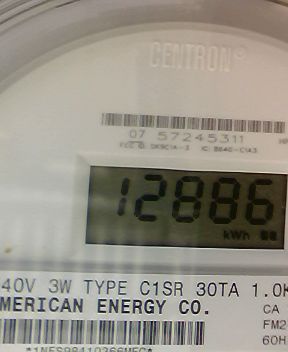 CENTRON®
07 57245311
12886
kWh
40V 3W TYPE C1SR 30TA 1.0K
MERICAN ENERGY CO.
CA
FM2
60H